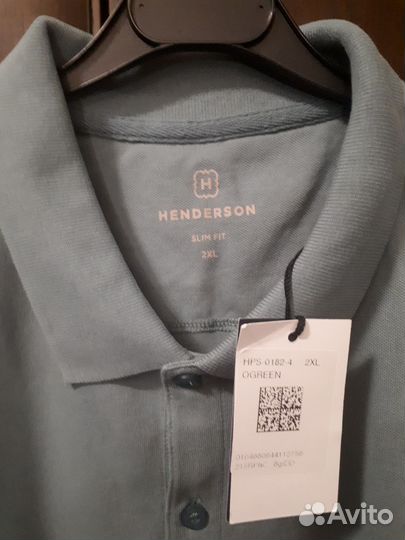 H
HENDERSON
SLIM FIT
2XL
HPS-0182-4 2XL
OGREEN
Avito